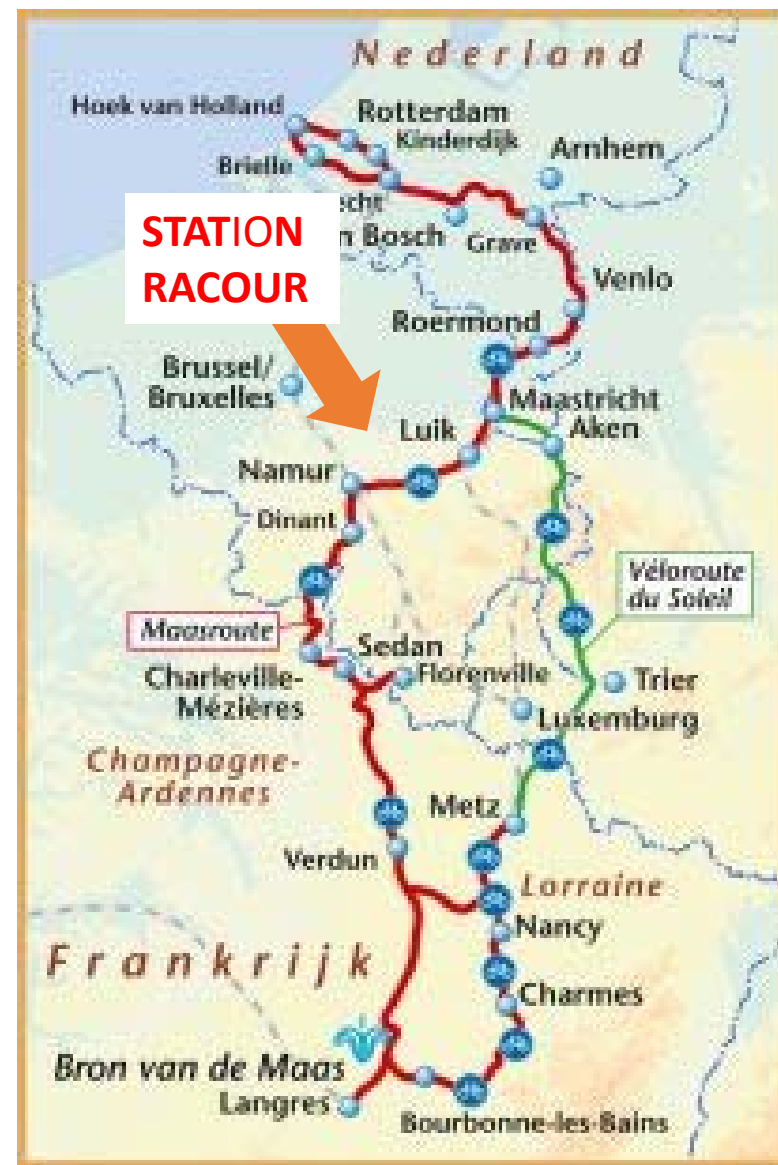 Nederland
Hoek van Holland
Rotterdam
Kinderdijk
Arnhem
Brielle
echt
STATION
RACOUR
n Bosch
Grave
Venlo
Roermond
Brussel/
Bruxelles
Maastricht
Luik
Aken
Namur
Dinant
Véloroute
du Soleil
Maasroute
Sedan
Florenville
Trier
Charleville-
Mézières
Luxemburg
Champagne-
Ardennes
Metz
Verdun
Lorraine
Nancy
Frankrijk
Charmes
Bron van de Maas
Langres
Bourbonne-les-Bains